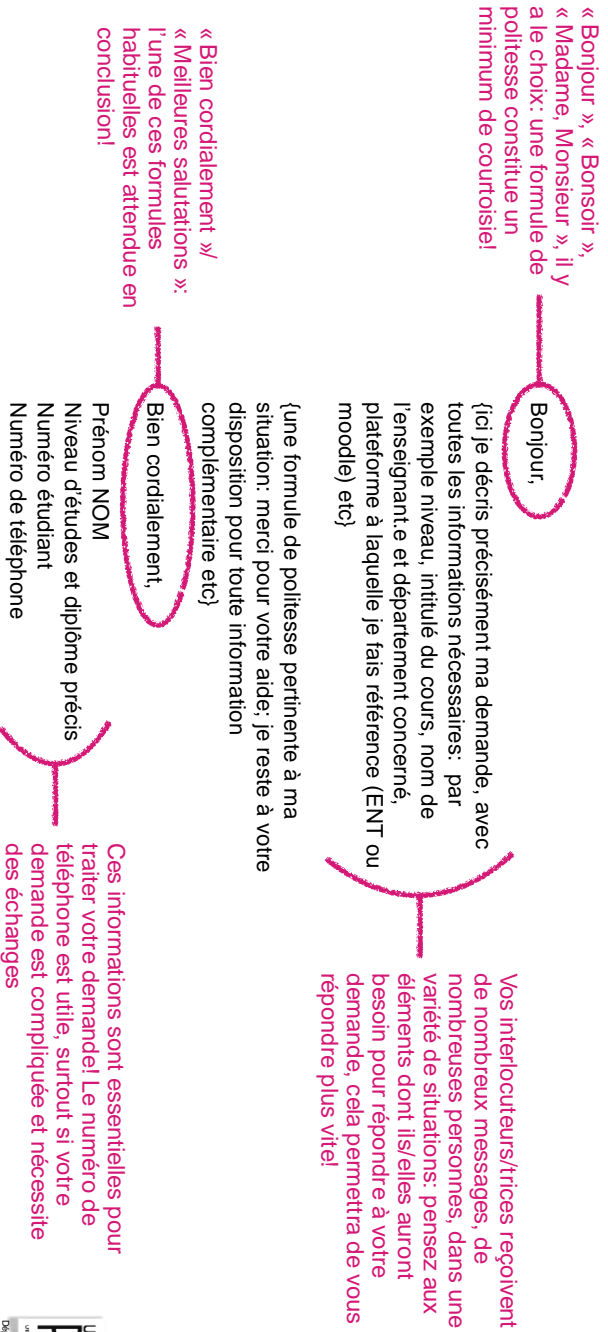 « Bonjour », « Bonsoir »,
« Madame, Monsieur », il y
a le choix: une formule de
politesse constitue un
minimum de courtoisie!
Bonjour,
{ici je décris précisément ma demande, avec
toutes les informations nécessaires: par
exemple niveau, intitulé du cours, nom de
l'enseignant.e et département concerné,
plateforme à laquelle je fais référence (ENT ou
moodle) etc}
Vos interlocuteurs/trices reçoivent
de nombreux messages, de
nombreuses personnes, dans une
variété de situations: pensez aux
éléments dont ils/elles auront
besoin pour répondre à votre
demande, cela permettra de vous
répondre plus vite!
{une formule de politesse pertinente à ma
situation: merci pour votre aide; je reste à votre
disposition pour toute information
complémentaire etc}
« Bien cordialement »/
« Meilleures salutations »:
l'une de ces formules
habituelles est attendue en
conclusion!
Bien cordialement,
Prénom NOM
Niveau d'études et diplôme précis
Numéro étudiant
Numéro de téléphone
Ces informations sont essentielles pour
traiter votre demande! Le numéro de
téléphone est utile, surtout si votre
demande est compliquée et nécessite
des échanges